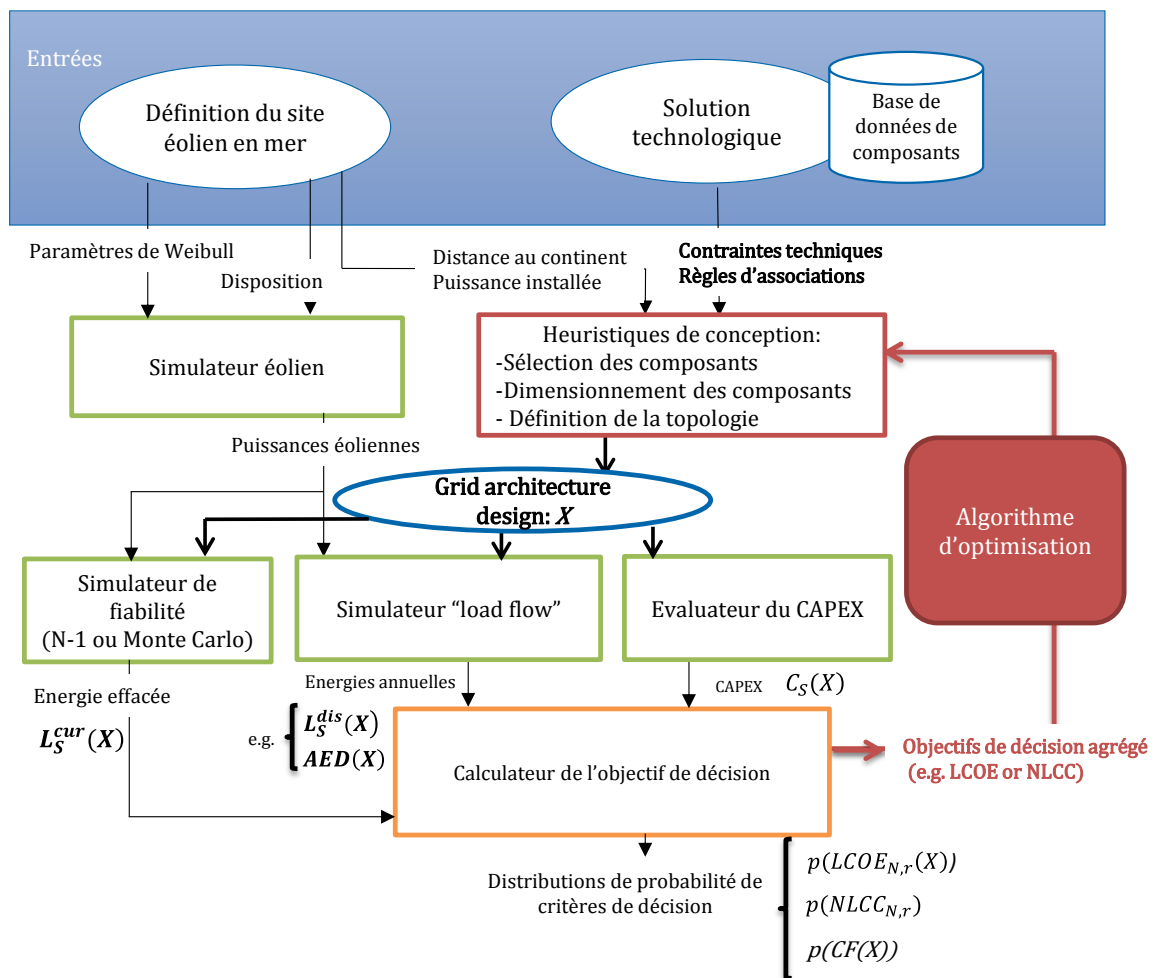 Entrées
Définition du site
éolien en mer
Solution
technologique
Base de
données de
composants
Paramètres de Weibull
Disposition
Distance au continent
Puissance installée
Contraintes techniques
Règles d'associations
Simulateur éolien
Heuristiques de conception:
-Sélection des composants
-Dimensionnement des composants
- Définition de la topologie
Puissances éoliennes
Grid architecture
design: X
Algorithme
d'optimisation
Simulateur de
fiabilité
(N-1 ou Monte Carlo)
Simulateur “load flow”
Evaluateur du CAPEX
Energie effacée
L_S^{cur}(X)
Energies annuelles
e.g.
L_S^{dis}(X)
AED(X)
CAPEX C_S(X)
Calculateur de l'objectif de décision
Objectifs de décision agrégé
(e.g. LCOE or NLCC)
Distributions de probabilité de
critères de décision
p(LCOE_{N,r}(X))
p(NLCC_{N,r})
p(CF(X))